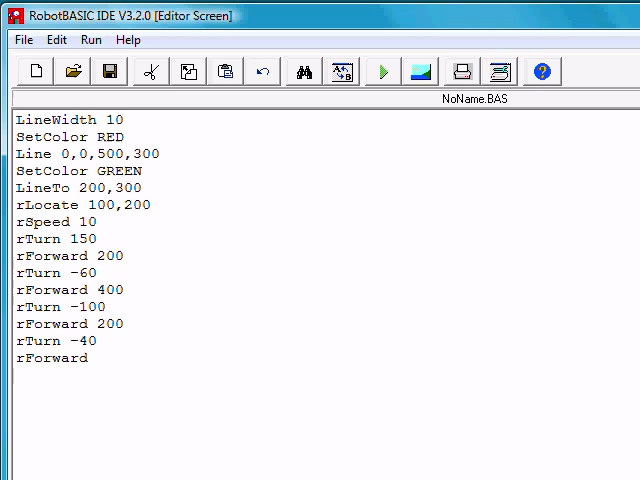 RobotBASIC IDE V3.2.0 [Editor Screen]
File Edit Run Help
A↔B
?
NoName.BAS
LineWidth 10
SetColor RED
Line 0,0,500,300
SetColor GREEN
LineTo 200,300
rLocate 100,200
rSpeed 10
rTurn 150
rForward 200
rTurn -60
rForward 400
rTurn -100
rForward 200
rTurn -40
rForward